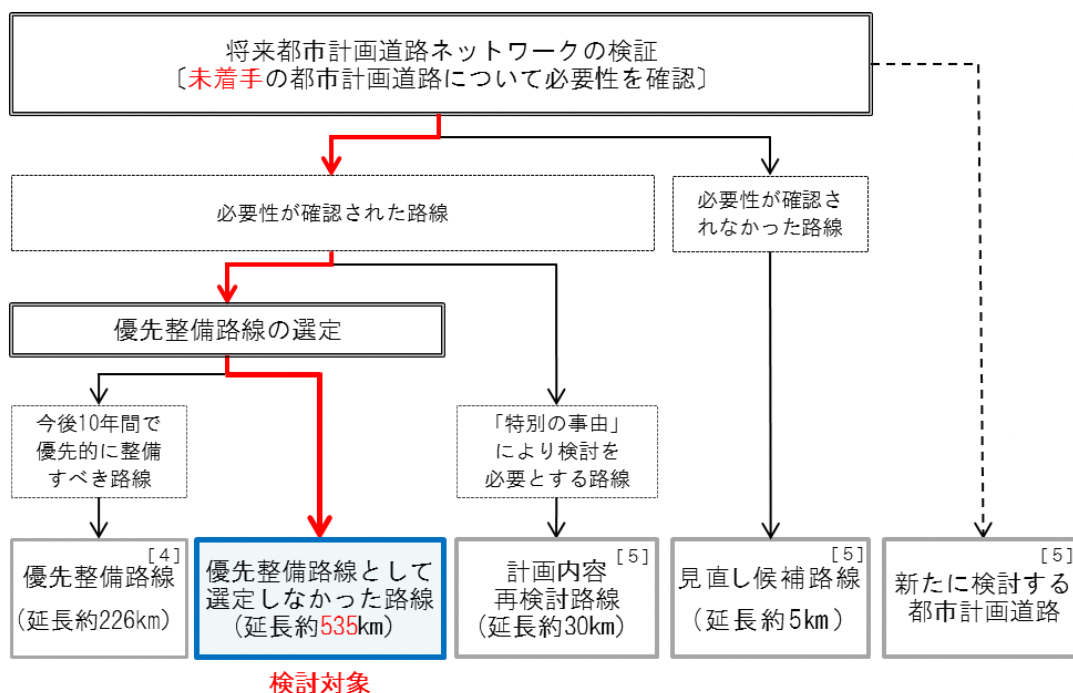 将来都市計画道路ネットワークの検証
〔未着手の都市計画道路について必要性を確認〕
必要性が確認された路線
必要性が確認さ
れなかった路線
優先整備路線の選定
今後10年間で
優先的に整備
すべき路線
「特別の事由」
により検討を
必要とする路線
[4]
優先整備路線
(延長約226km)
優先整備路線として
選定しなかった路線
(延長約535km)
[5]
計画内容
再検討路線
(延長約30km)
[5]
見直し候補路線
(延長約5km)
[5]
新たに検討する
都市計画道路
検討対象